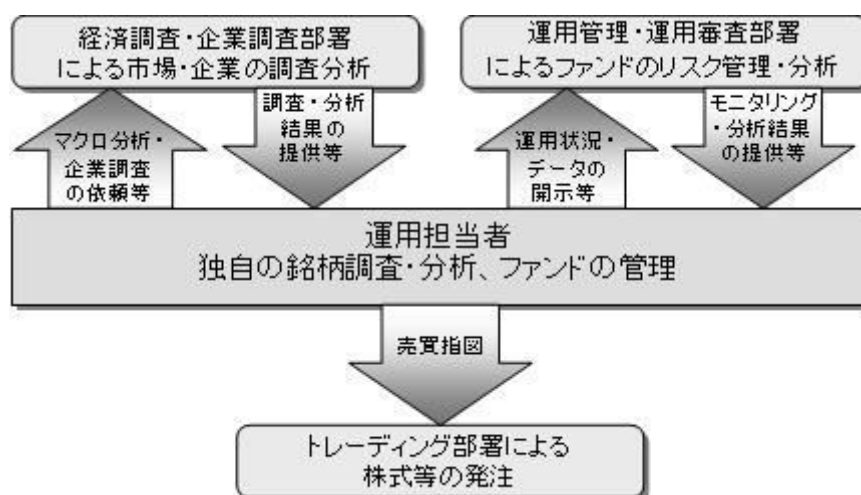 経済調査・企業調査部署
による市場・企業の調査分析
運用管理・運用審査部署
によるファンドのリスク管理・分析
マクロ分析・
企業調査
の依頼等
調査・分析
結果の
提供等
運用状況・
データの
開示等
モニタリング
・分析結果
の提供等
運用担当者
独自の銘柄調査・分析、ファンドの管理
売買指図
トレーディング部署による
株式等の発注